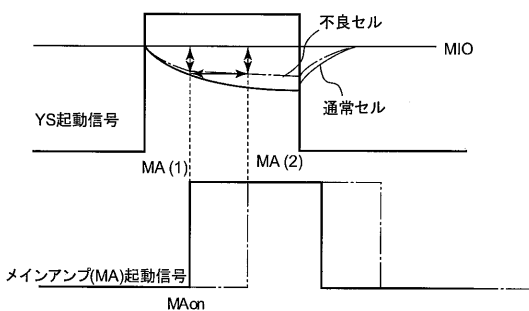 不良セル
MIO
通常セル
YS起動信号
MA (1)
MA (2)
メインアンプ(MA)起動信号
MAon